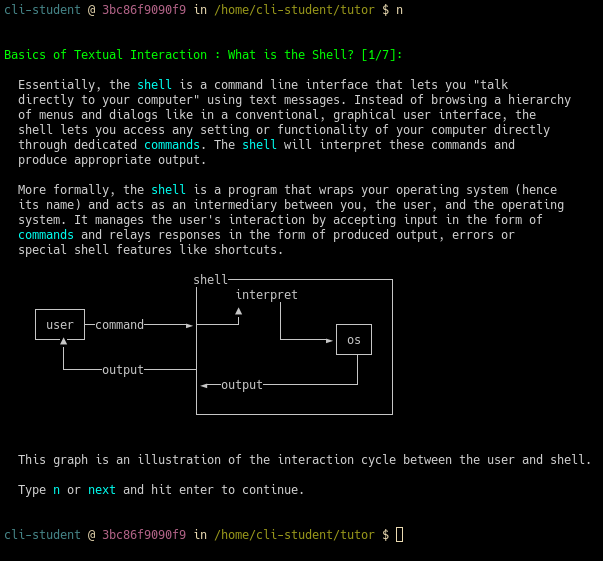 cli-student @ 3bc86f9090f9 in /home/cli-student/tutor $ n
Basics of Textual Interaction : What is the Shell? [1/7]:
Essentially, the shell is a command line interface that lets you "talk
directly to your computer" using text messages. Instead of browsing a hierarchy
of menus and dialogs like in a conventional, graphical user interface, the
shell lets you access any setting or functionality of your computer directly
through dedicated commands. The shell will interpret these commands and
produce appropriate output.
More formally, the shell is a program that wraps your operating system (hence
its name) and acts as an intermediary between you, the user, and the operating
system. It manages the user's interaction by accepting input in the form of
commands and relays responses in the form of produced output, errors or
special shell features like shortcuts.
shell
interpret
user command
os
output
output
This graph is an illustration of the interaction cycle between the user and shell.
Type n or next and hit enter to continue.
cli-student @ 3bc86f9090f9 in /home/cli-student/tutor $